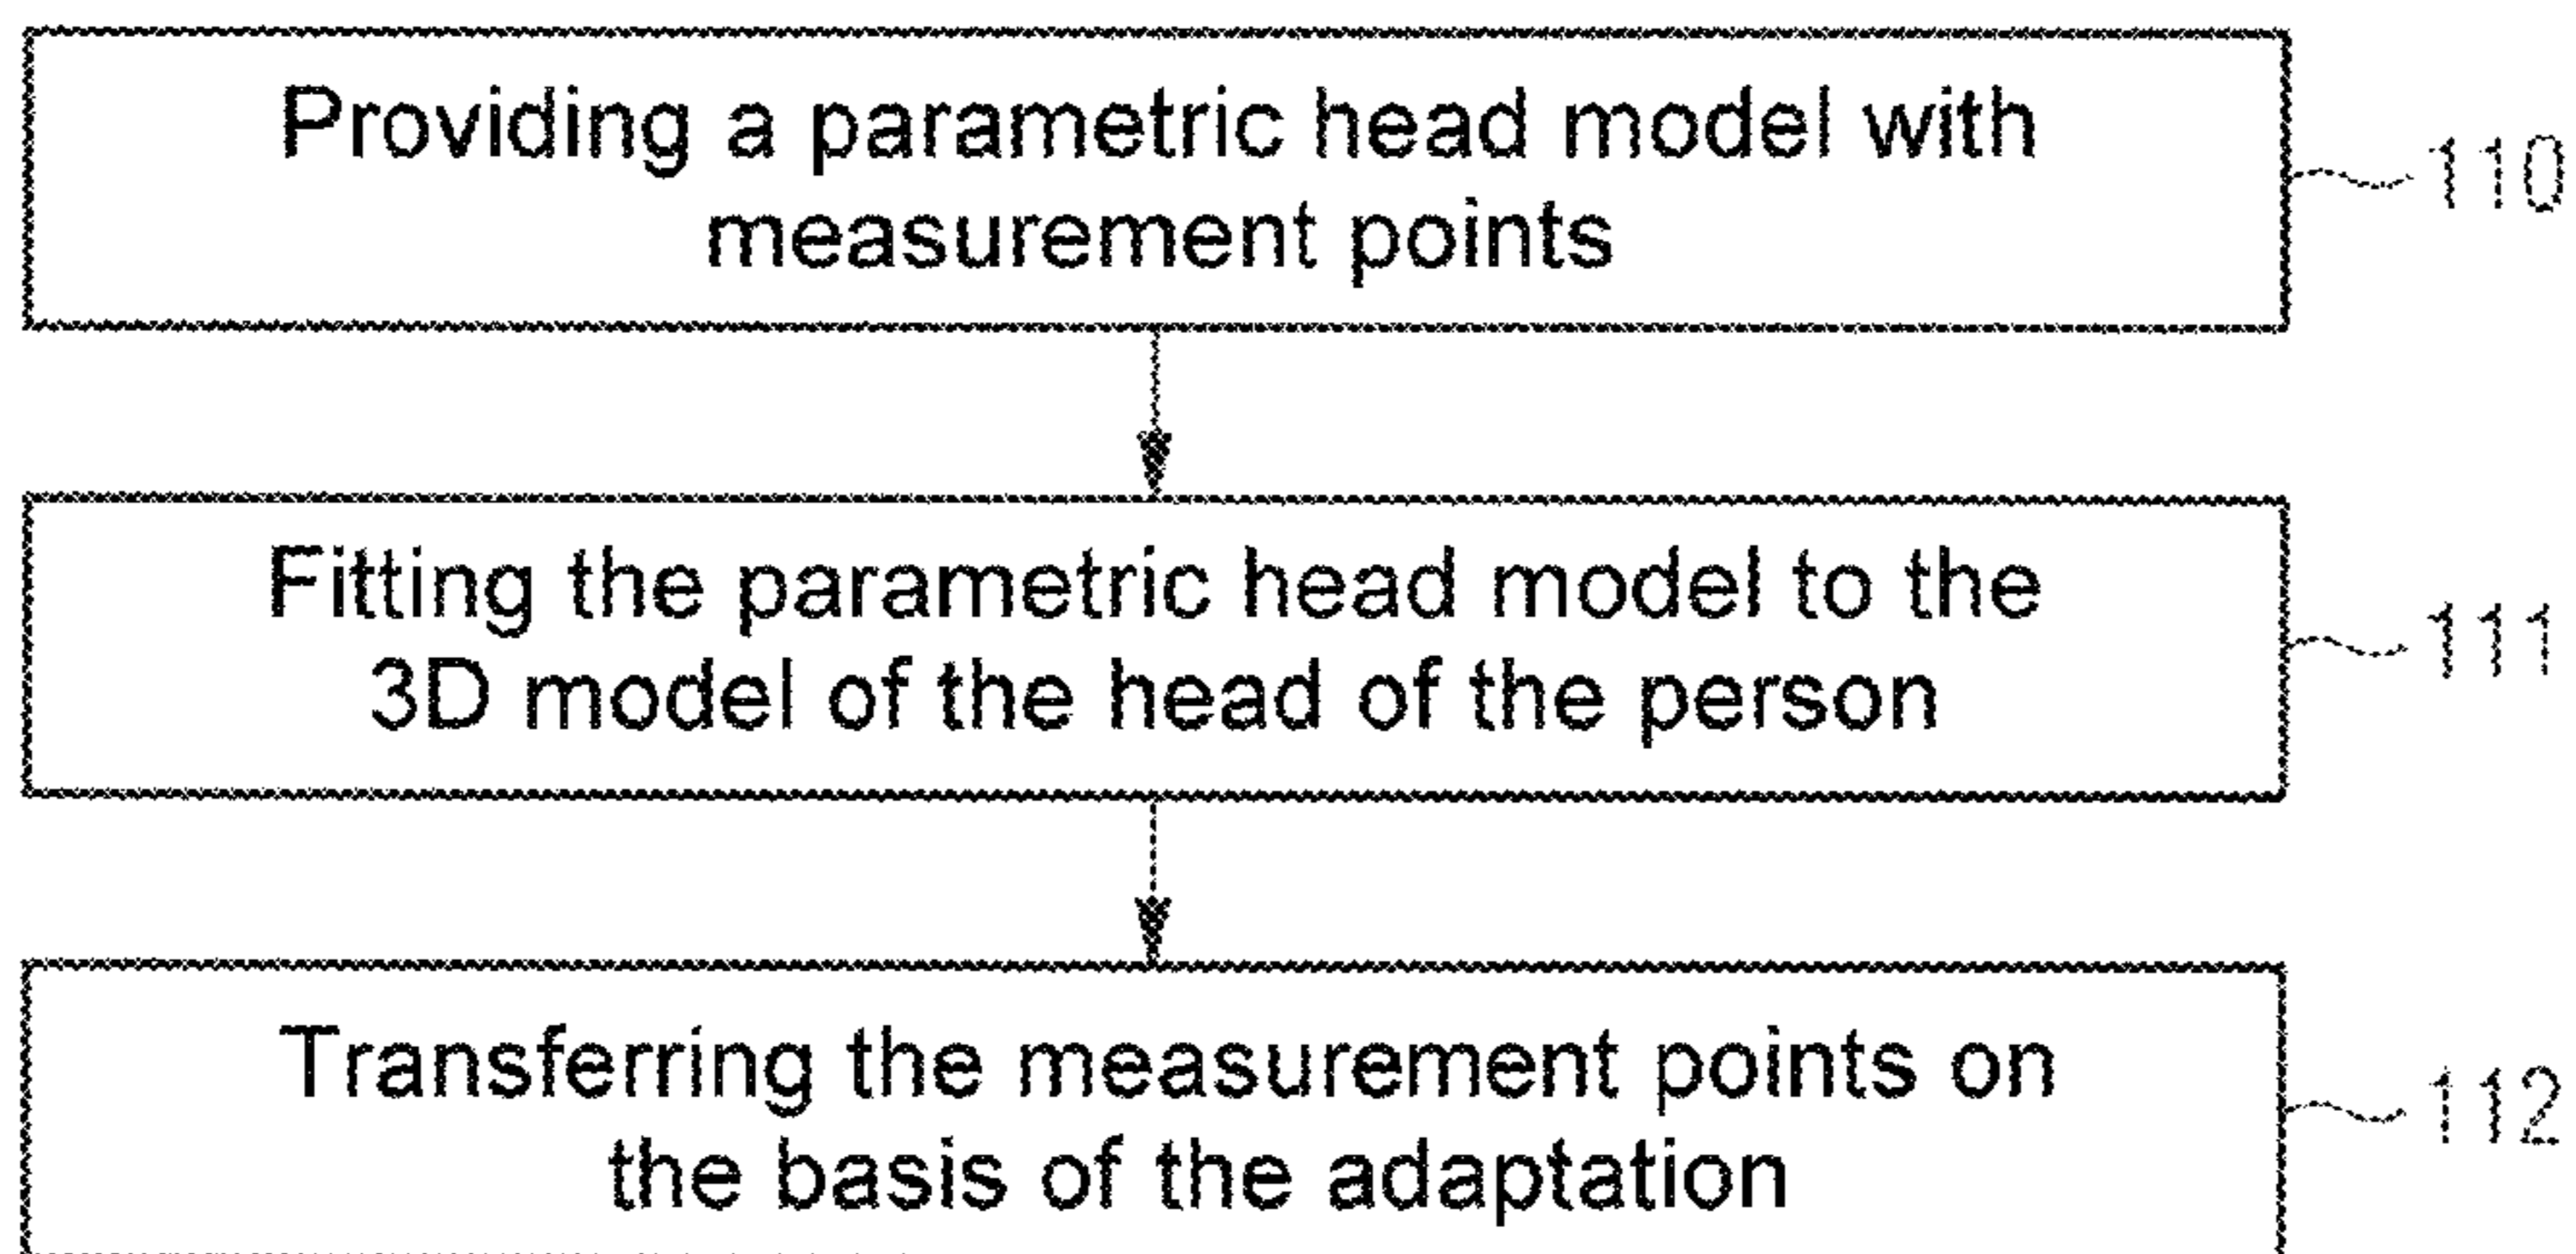 Providing a parametric head model with
measurement points
110
Fitting the parametric head model to the
3D model of the head of the person
111
Transferring the measurement points on
the basis of the adaptation
112